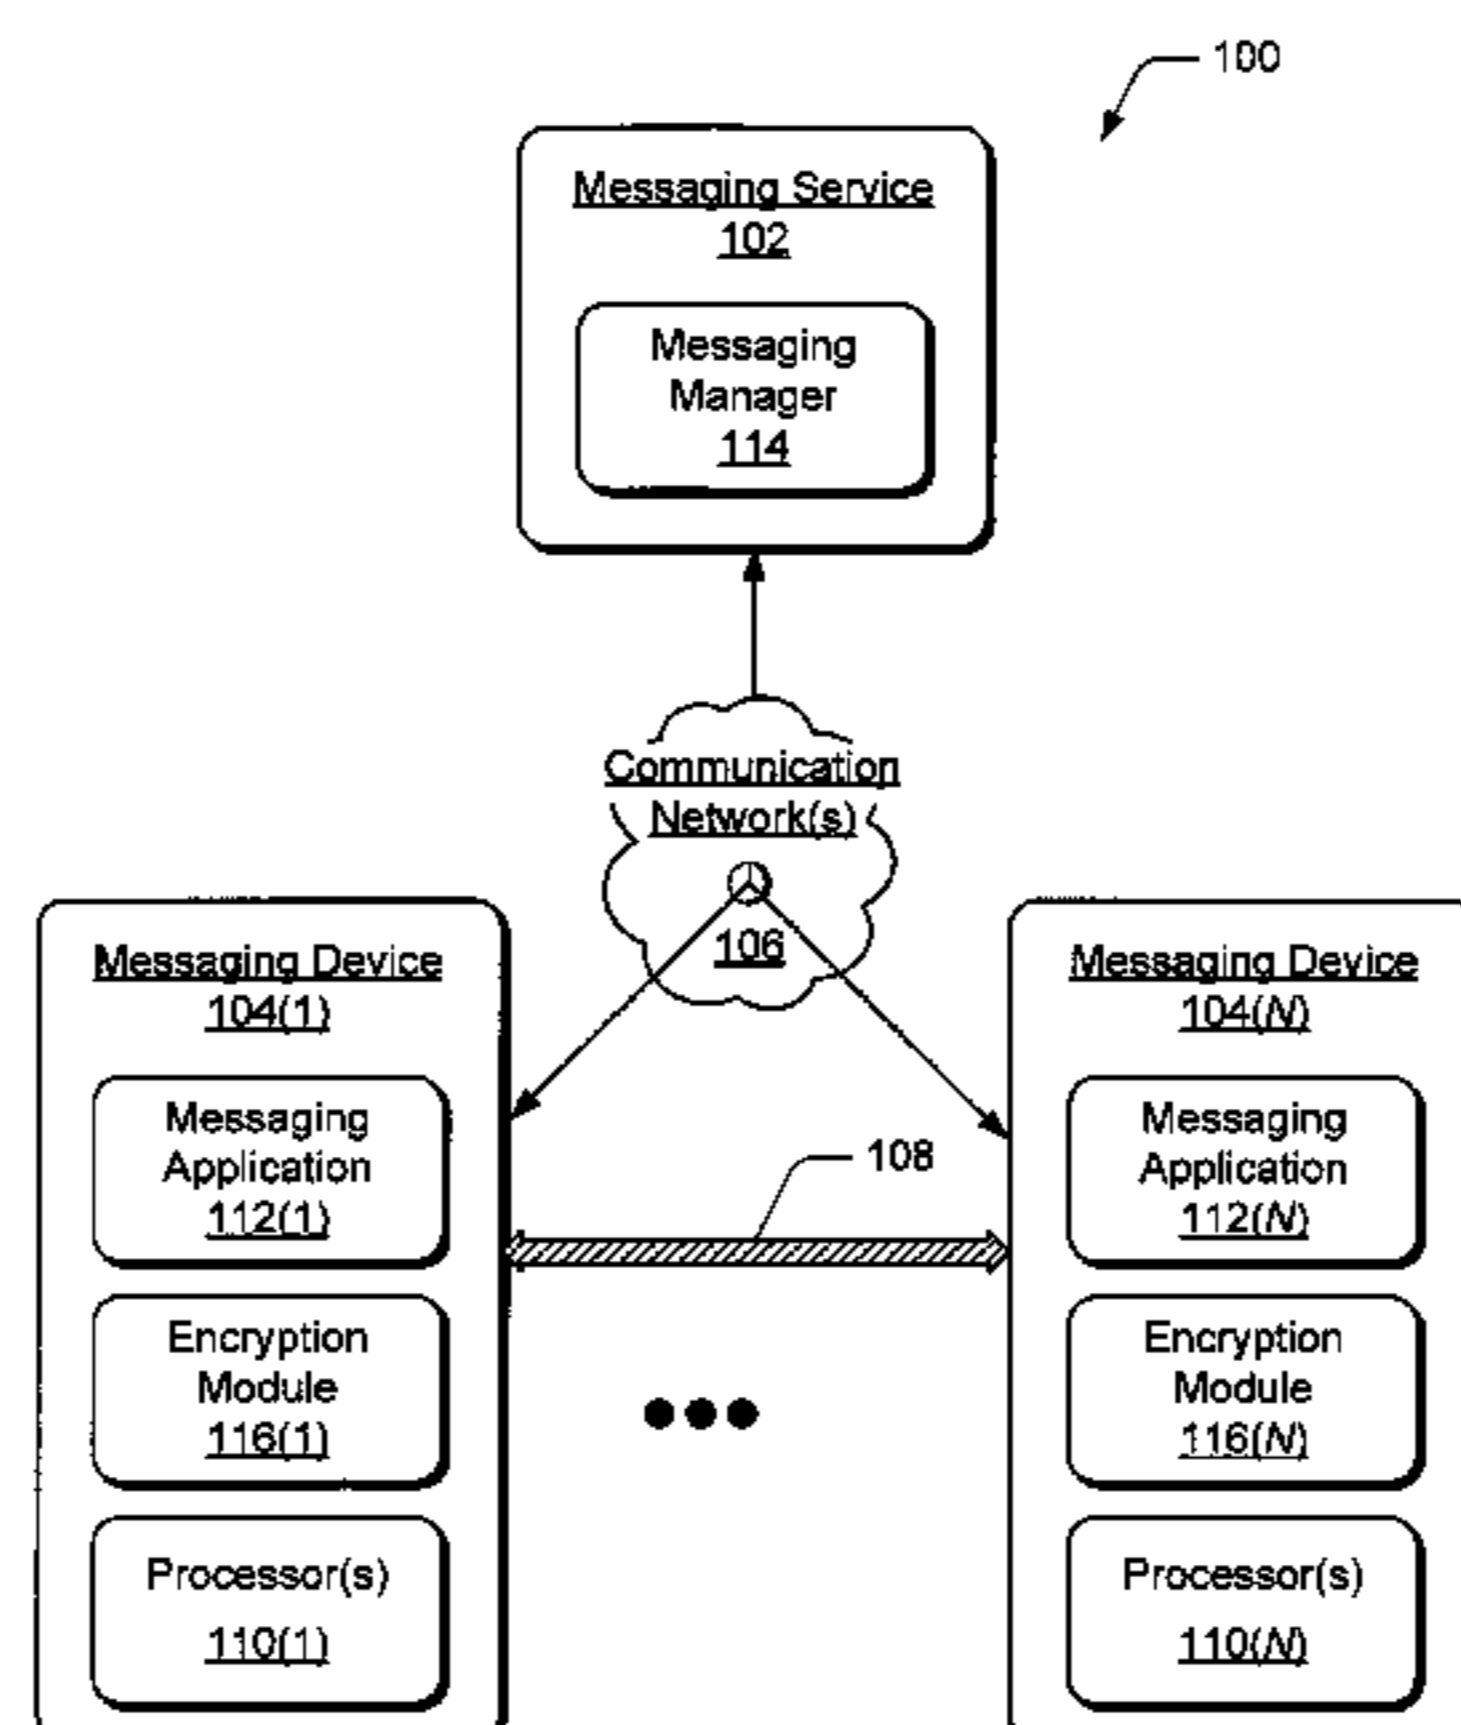 100
Messaging Service
102
Messaging
Manager
114
Communication
Network(s)
106
Messaging Device
104(1)
Messaging
Application
112(1)
Encryption
Module
116(1)
Processor(s)
110(1)
108
Messaging Device
104(N)
Messaging
Application
112(N)
Encryption
Module
116(N)
Processor(s)
110(N)